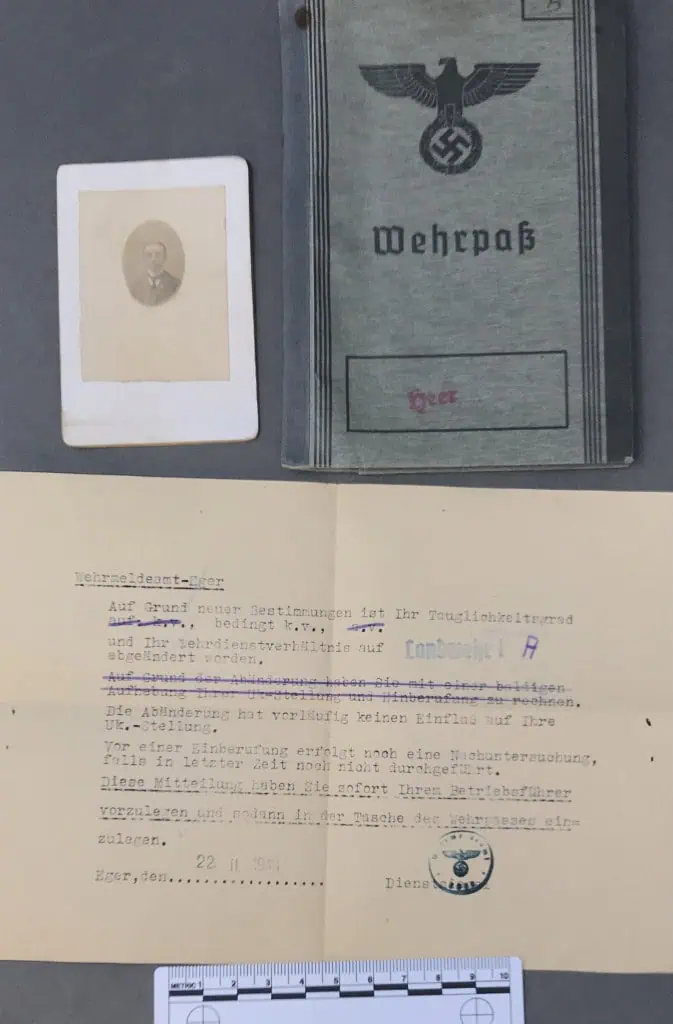 Wehrpaß
Heer
Wehrmeldeamt-Eger
Auf Grund neuer Bestimmungen ist Ihr Tauglichkeitsgrad
auf k.v., bedingt k.v., a.v.
und Ihr Wehrdienstverhältnis auf Landwehr I A
abgeändert worden.
Auf Grund der Abänderung haben Sie mit einer baldigen
Aufhebung Ihrer Uk-Stellung und Einberufung zu rechnen.
Die Abänderung hat vorläufig keinen Einfluß auf Ihre
Uk.-Stellung.
Vor einer Einberufung erfolgt noch eine Nachuntersuchung,
falls in letzter Zeit noch nicht durchgeführt.
Diese Mitteilung haben Sie sofort Ihrem Betriebsführer
vorzulegen und sodann in der Tasche des Wehrpasses ein=
zulegen.
22 II
Eger,den...................
METRIC 1 2 3 4 5 6 7 8 9 10